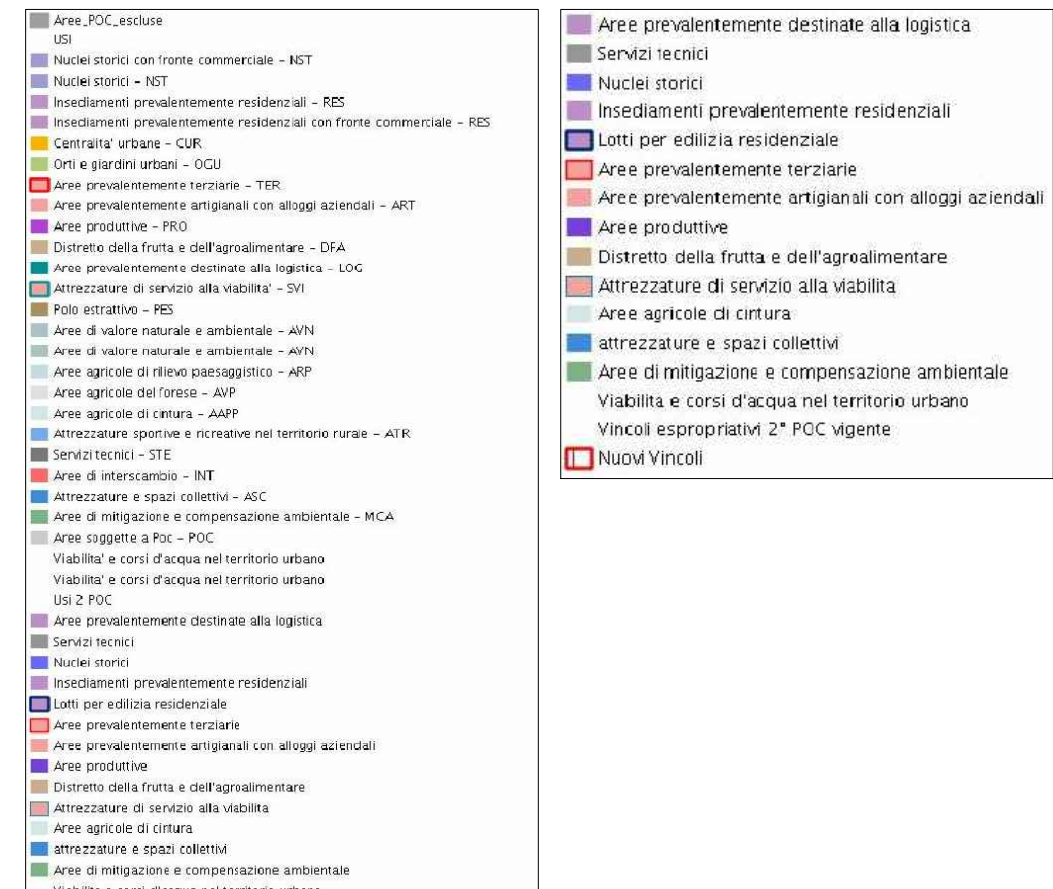 Aree_POC_escluse
USI
Nuclei storici con fronte commerciale - NST
Nuclei storici - NST
Insediamenti prevalentemente residenziali - RES
Insediamenti prevalentemente residenziali con fronte commerciale - RES
Centralita' urbane - CUR
Orti e giardini urbani - OGU
Aree prevalentemente terziarie - TER
Aree prevalentemente artigianali con alloggi aziendali - ART
Aree produttive - PRO
Distretto della frutta e dell'agroalimentare - DFA
Aree prevalentemente destinate alla logistica - LOG
Attrezzature di servizio alla viabilita' - SVI
Polo estrattivo - PES
Aree di valore naturale e ambientale - AVN
Aree di valore naturale e ambientale - AVN
Aree agricole di rilievo paesaggistico - ARP
Aree agricole del forese - AVP
Aree agricole di cintura - AAPP
Attrezzature sportive e ricreative nel territorio rurale - ATR
Servizi tecnici - STE
Aree di interscambio - INT
Attrezzature e spazi collettivi - ASC
Aree di mitigazione e compensazione ambientale - MCA
Aree soggette a Poc - POC
Viabilita' e corsi d'acqua nel territorio urbano
Viabilita' e corsi d'acqua nel territorio urbano
Usi 2 POC
Aree prevalentemente destinate alla logistica
Servizi tecnici
Nuclei storici
Insediamenti prevalentemente residenziali
Lotti per edilizia residenziale
Aree prevalentemente terziarie
Aree prevalentemente artigianali con alloggi aziendali
Aree produttive
Distretto della frutta e dell'agroalimentare
Attrezzature di servizio alla viabilita
Aree agricole di cintura
attrezzature e spazi collettivi
Aree di mitigazione e compensazione ambientale
Viabilita e corsi d'acqua nel territorio urbano
Aree prevalentemente destinate alla logistica
Servizi tecnici
Nuclei storici
Insediamenti prevalentemente residenziali
Lotti per edilizia residenziale
Aree prevalentemente terziarie
Aree prevalentemente artigianali con alloggi aziendali
Aree produttive
Distretto della frutta e dell'agroalimentare
Attrezzature di servizio alla viabilita
Aree agricole di cintura
attrezzature e spazi collettivi
Aree di mitigazione e compensazione ambientale
Viabilita e corsi d'acqua nel territorio urbano
Vincoli espropriativi 2° POC vigente
Nuovi Vincoli